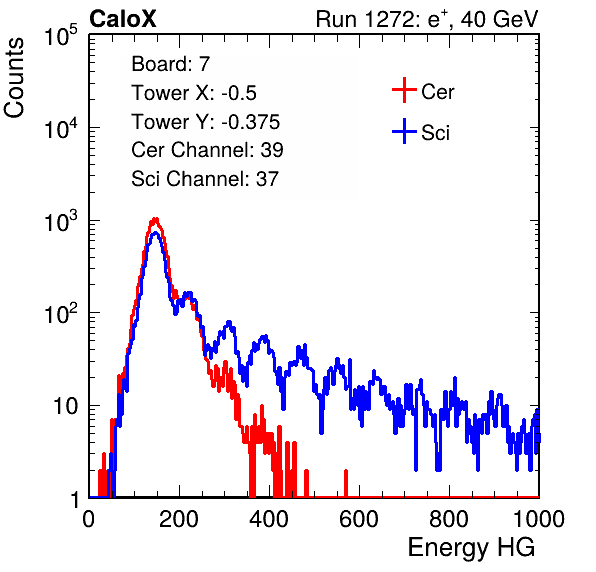 CaloX Run 1272: e+, 40 GeV
Counts
10^5
10^4
10^3
10^2
10
1
Board: 7
Tower X: -0.5
Tower Y: -0.375
Cer Channel: 39
Sci Channel: 37
Cer
Sci
0 200 400 600 800 1000
Energy HG